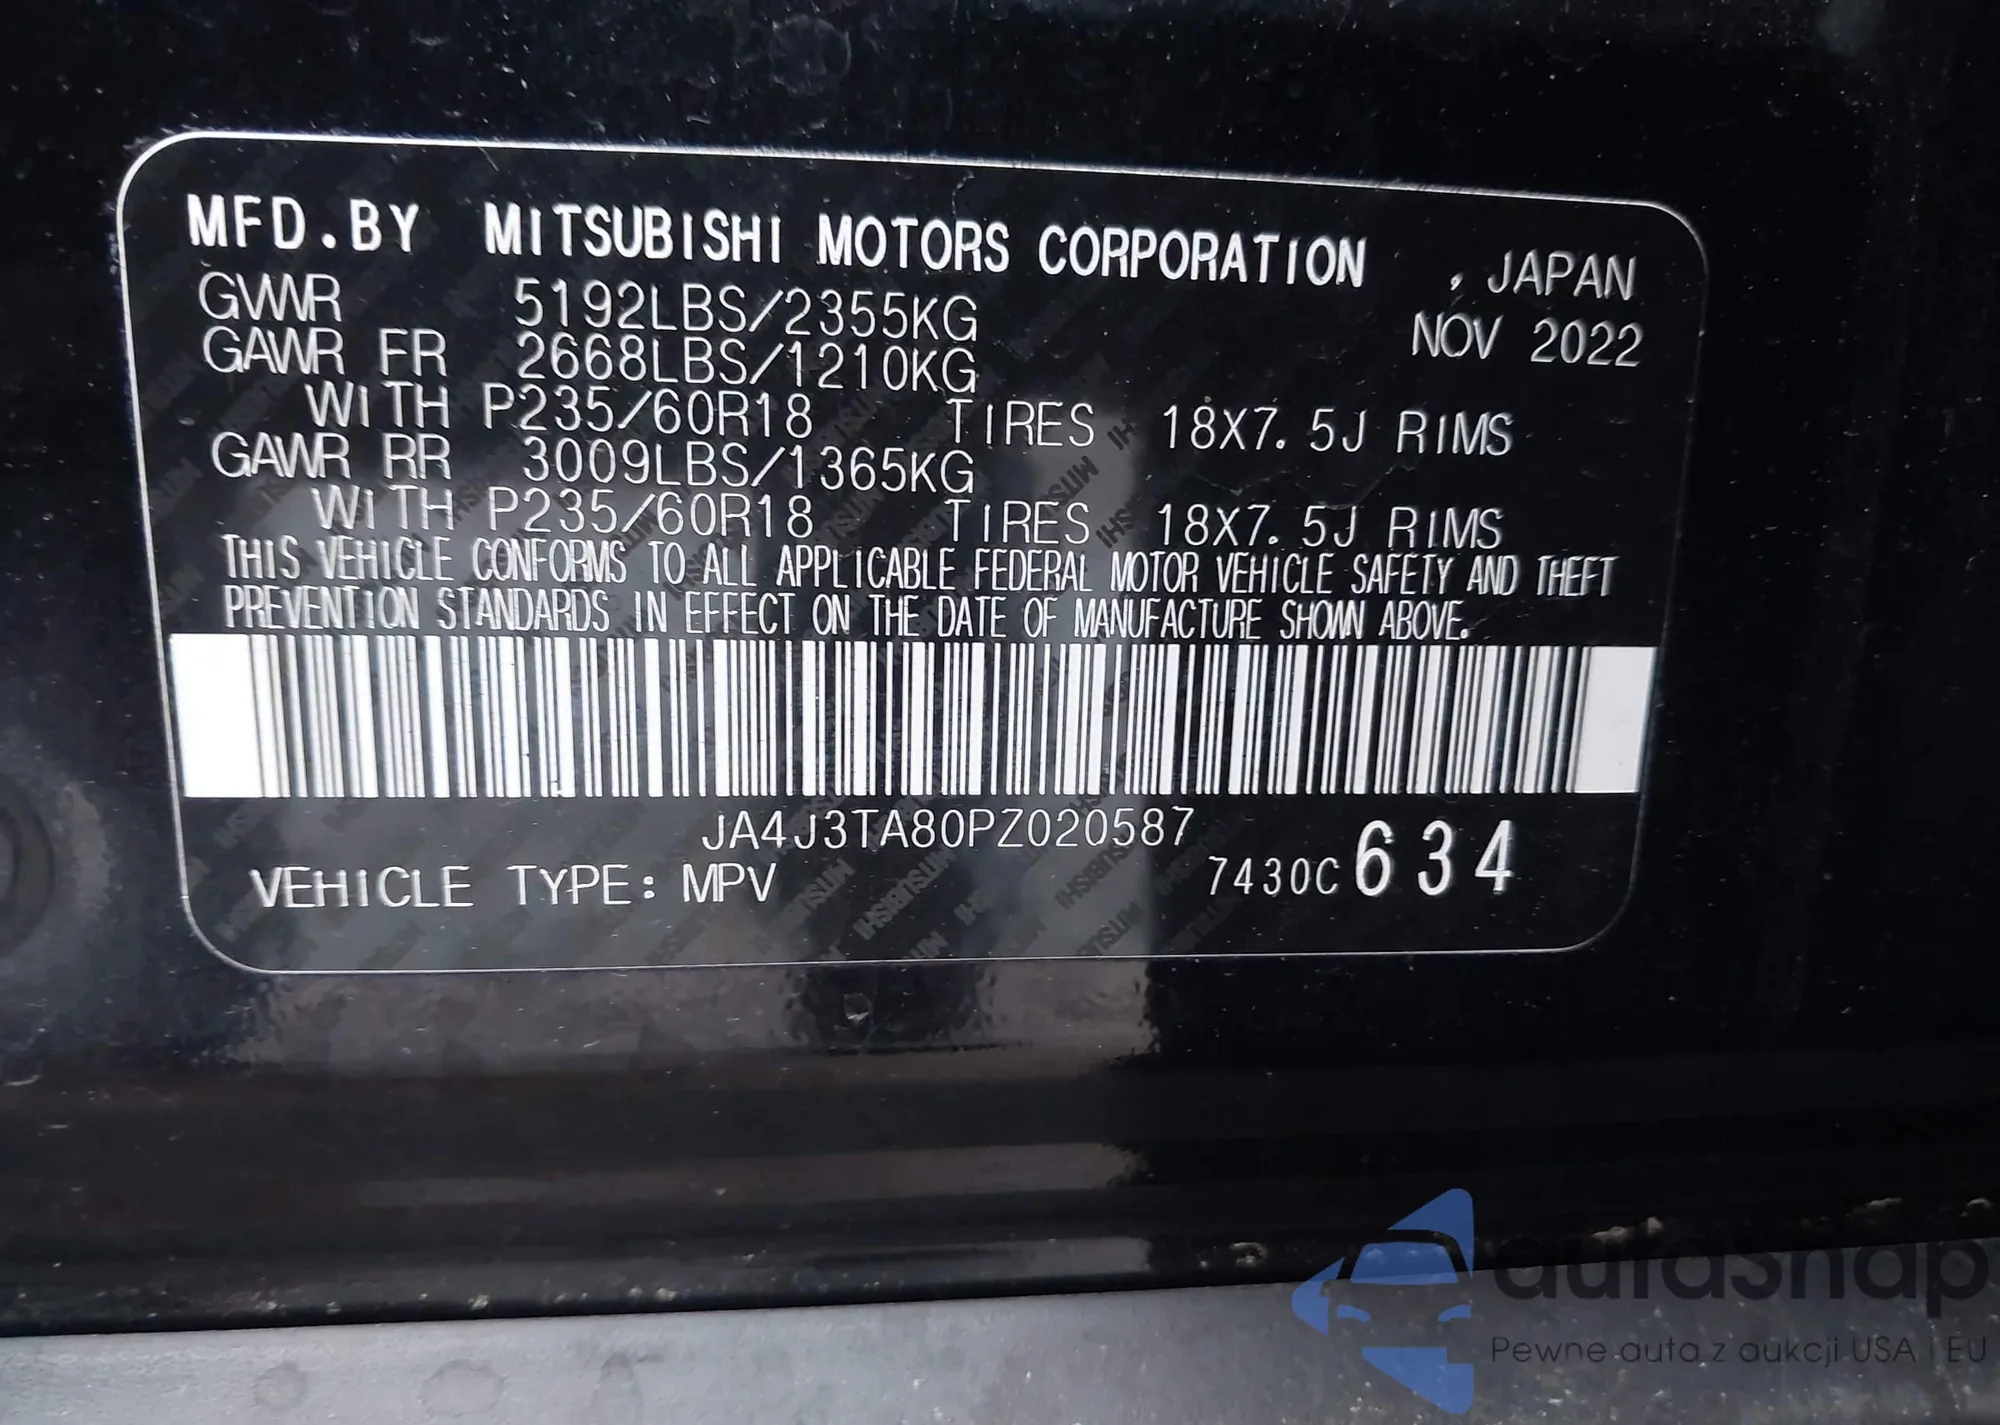 MFD.BY MITSUBISHI MOTORS CORPORATION , JAPAN
GVWR 5192LBS/2355KG NOV 2022
GAWR FR 2668LBS/1210KG
WITH P235/60R18 TIRES 18X7.5J RIMS
GAWR RR 3009LBS/1365KG
WITH P235/60R18 TIRES 18X7.5J RIMS
THIS VEHICLE CONFORMS TO ALL APPLICABLE FEDERAL MOTOR VEHICLE SAFETY AND THEFT
PREVENTION STANDARDS IN EFFECT ON THE DATE OF MANUFACTURE SHOWN ABOVE.
JA4J3TA80PZ020587
VEHICLE TYPE: MPV 7430C 634
autaSnap
Pewne auta z aukcji USA i EU